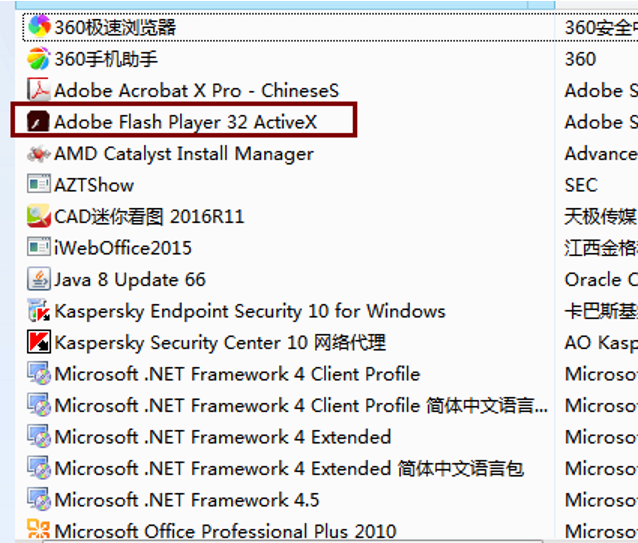 360极速浏览器 360安全
360手机助手 360
Adobe Acrobat X Pro - ChineseS Adobe S
Adobe Flash Player 32 ActiveX Adobe S
AMD Catalyst Install Manager Advance
AZTShow SEC
CAD迷你看图 2016R11 天极传媒
iWebOffice2015 江西金格
Java 8 Update 66 Oracle C
Kaspersky Endpoint Security 10 for Windows 卡巴斯基
Kaspersky Security Center 10 网络代理 AO Kasp
Microsoft .NET Framework 4 Client Profile Microso
Microsoft .NET Framework 4 Client Profile 简体中文语言... Microso
Microsoft .NET Framework 4 Extended Microso
Microsoft .NET Framework 4 Extended 简体中文语言包 Microso
Microsoft .NET Framework 4.5 Microso
Microsoft Office Professional Plus 2010 Microso